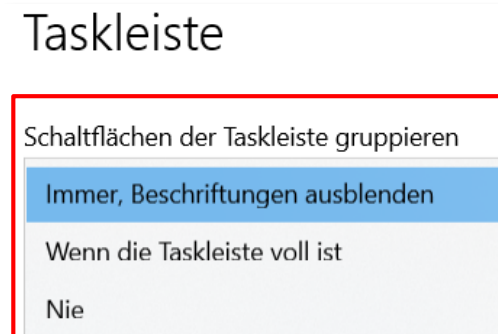 Taskleiste
Schaltflächen der Taskleiste gruppieren
Immer, Beschriftungen ausblenden
Wenn die Taskleiste voll ist
Nie